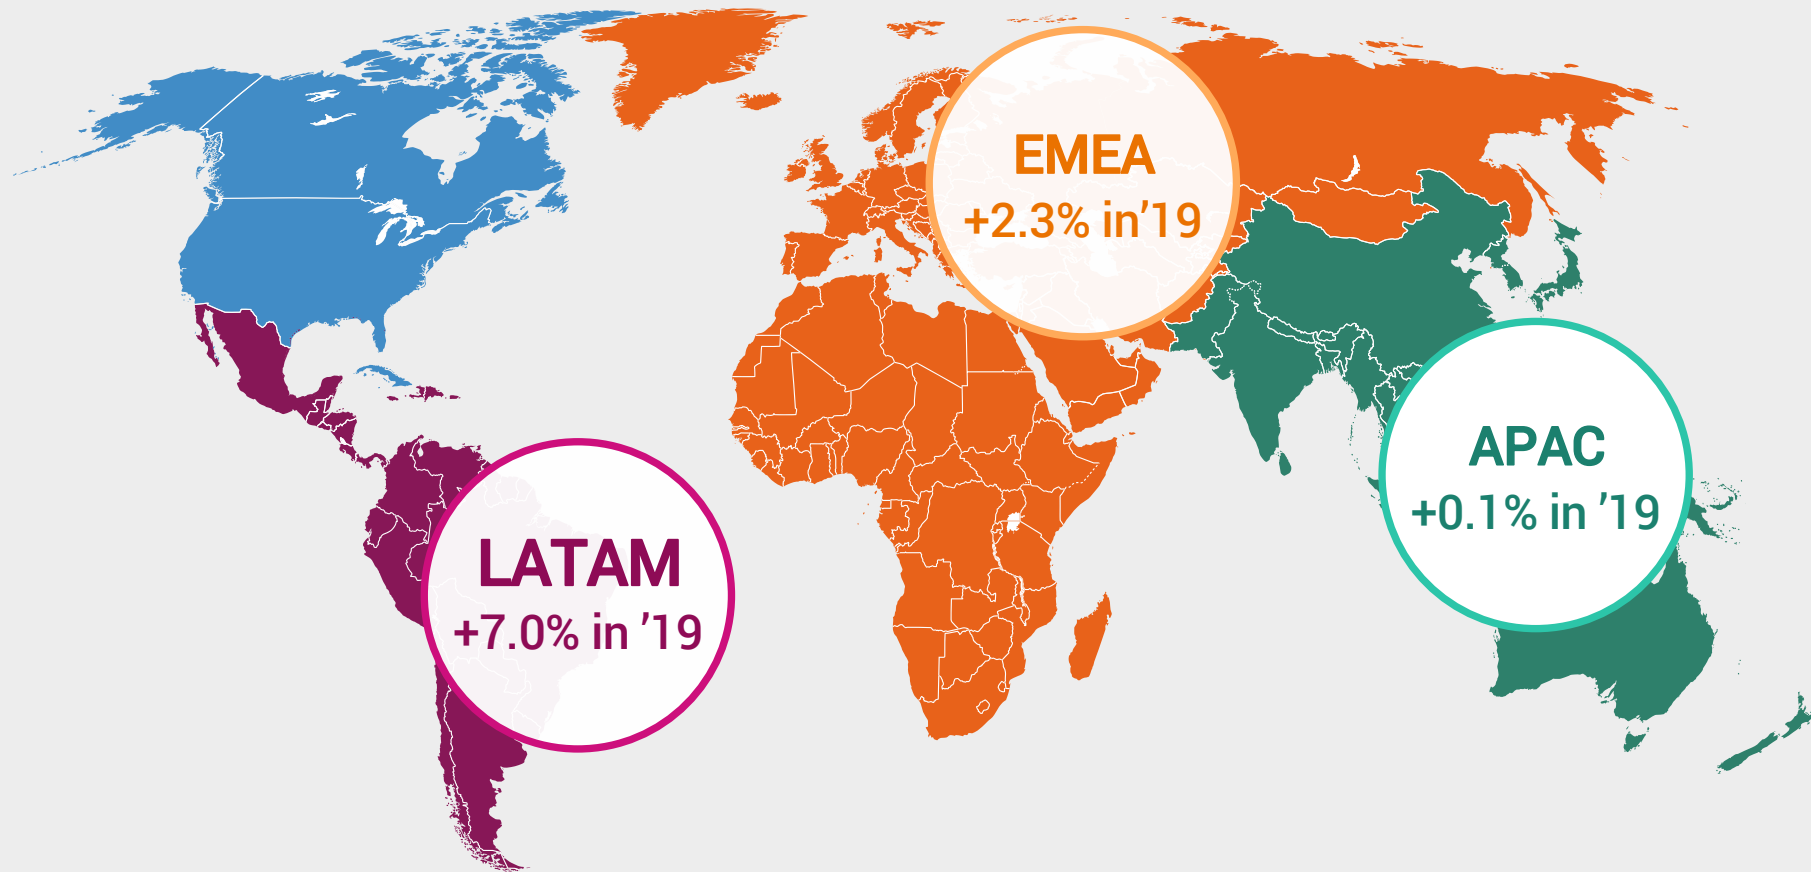 EMEA
+2.3% in’19
APAC
+0.1% in ’19
LATAM
+7.0% in ’19